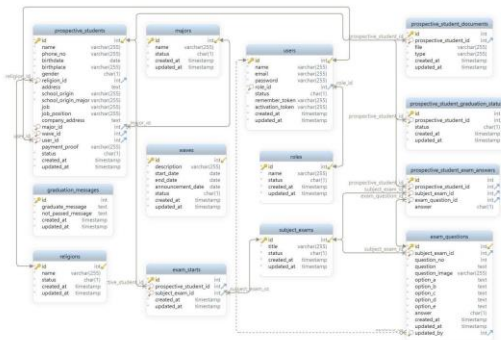 prospective_students
id int
name varchar(255)
phone_no varchar(255)
birthdate date
birthplace varchar(255)
gender char(1)
religion_id int
address text
school_origin varchar(255)
school_origin_major varchar(255)
job varchar(255)
job_position varchar(255)
company_address text
major_id int
wave_id int
user_id int
payment_proof varchar(255)
status char(1)
created_at timestamp
updated_at timestamp
majors
id int
name varchar(255)
status char(1)
created_at timestamp
updated_at timestamp
users
id int
name varchar(255)
email varchar(255)
password varchar(255)
role_id int
status char(1)
remember_token varchar(255)
activation_token varchar(255)
created_at timestamp
updated_at timestamp
prospective_student_documents
id int
prospective_student_id int
file varchar(255)
type varchar(255)
created_at timestamp
updated_at timestamp
prospective_student_graduation_status
id int
prospective_student_id int
status char(1)
created_at timestamp
updated_at timestamp
waves
id int
description varchar(255)
start_date date
end_date date
announcement_date date
status char(1)
created_at timestamp
updated_at timestamp
roles
id int
name varchar(255)
status char(1)
created_at timestamp
updated_at timestamp
prospective_student_exam_answers
id int
prospective_student_id int
subject_exam_id int
exam_question_id int
answer char(1)
graduation_messages
id int
graduate_message text
not_passed_message text
created_at timestamp
updated_at timestamp
subject_exams
id int
title varchar(255)
status char(1)
created_at timestamp
updated_at timestamp
exam_questions
id int
subject_exam_id int
question_no int
question text
question_image varchar(255)
option_a text
option_b text
option_c text
option_d text
option_e text
answer char(1)
created_at timestamp
updated_at timestamp
updated_by int
religions
id int
name varchar(255)
status char(1)
created_at timestamp
updated_at timestamp
exam_starts
id int
prospective_student_id int
subject_exam_id int
created_at timestamp
updated_at timestamp
prospective_student_id
prospective_student_id
role_id
major_id
prospective_student_id
subject_exam_id
exam_question_id
subject_exam_id
subject_exam_id